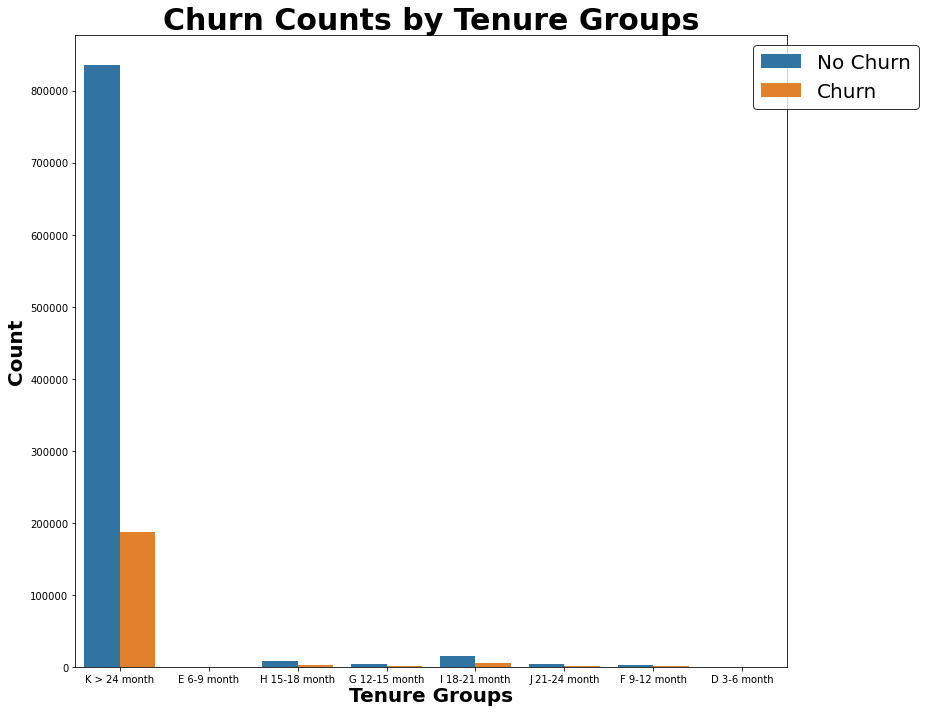 Churn Counts by Tenure Groups
No Churn
Churn
800000
700000
600000
500000
400000
300000
200000
100000
0
Count
K > 24 month E 6-9 month H 15-18 month G 12-15 month I 18-21 month J 21-24 month F 9-12 month D 3-6 month
Tenure Groups